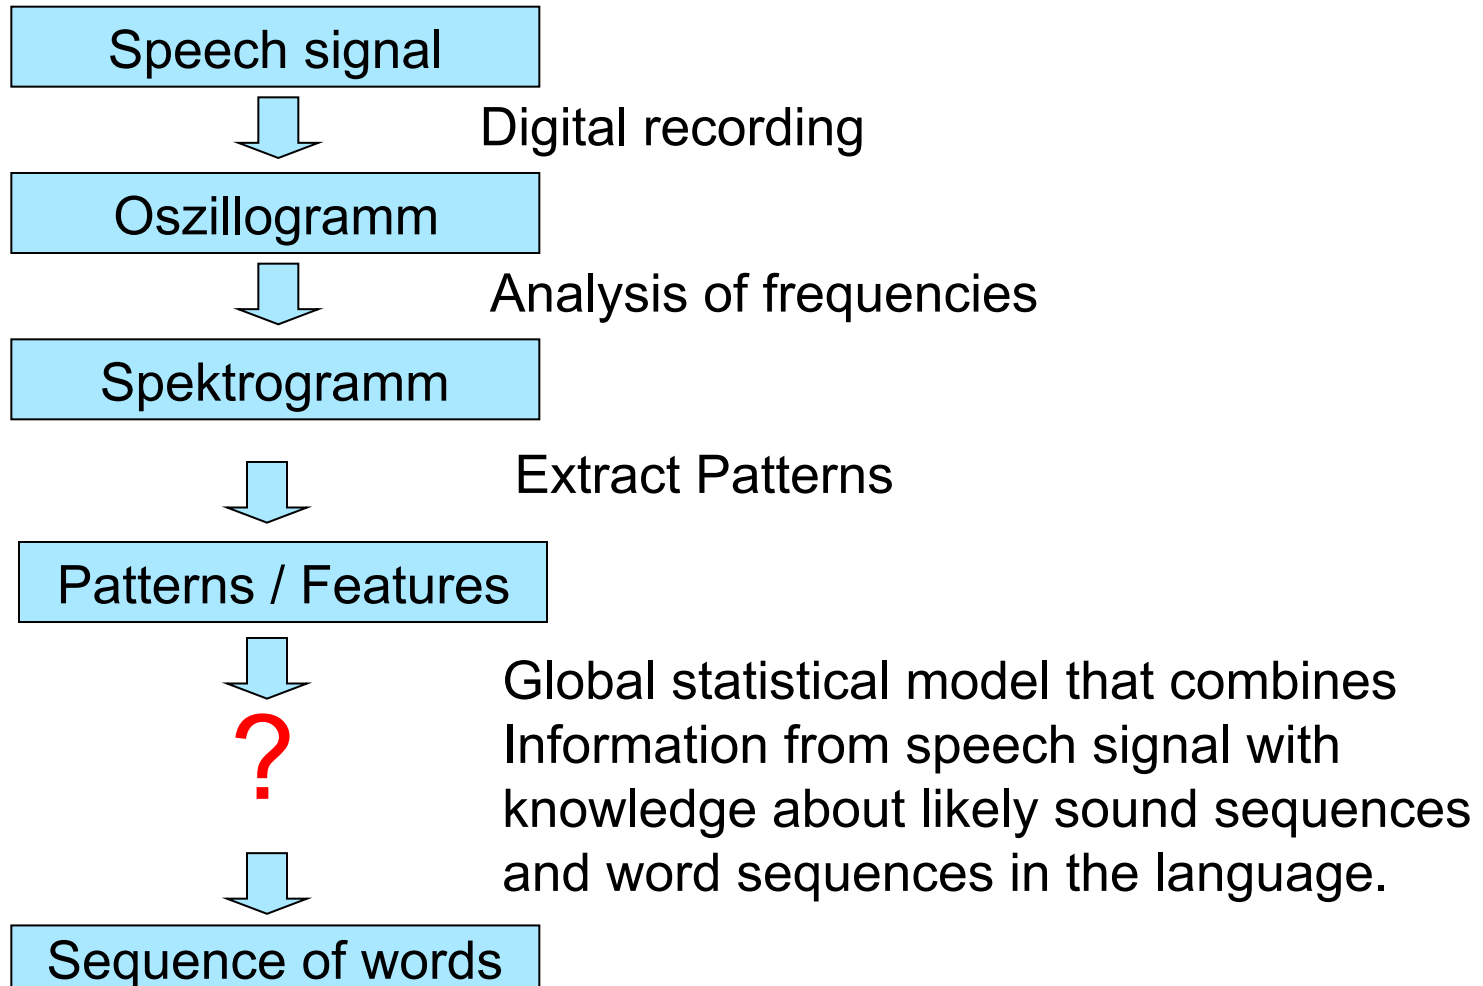 Speech signal
Digital recording
Oszillogramm
Analysis of frequencies
Spektrogramm
Extract Patterns
Patterns / Features
Global statistical model that combines
Information from speech signal with
?
knowledge about likely sound sequences
and word sequences in the language.
Sequence of words